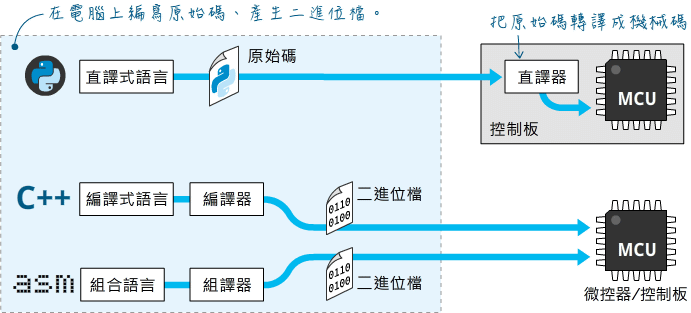 在電腦上編寫原始碼、產生二進位檔。
把原始碼轉譯成機械碼
直譯式語言
原始碼
直譯器
MCU
控制板
C++
編譯式語言
編譯器
二進位檔
0110
0100
MCU
asm
組合語言
組譯器
0110
0100
二進位檔
微控器/控制板